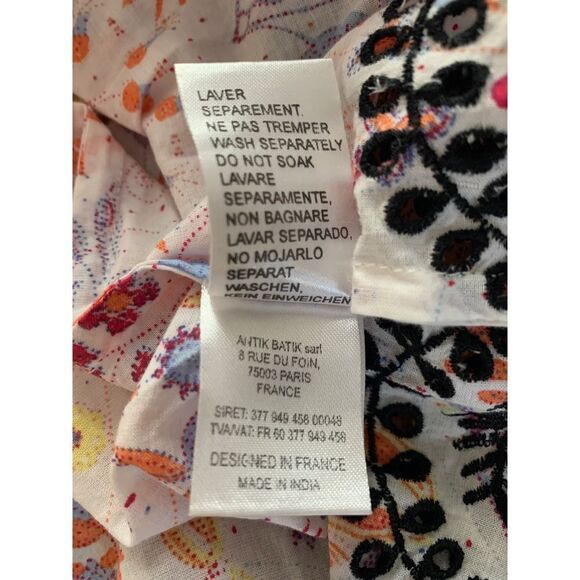 LAVER
SEPAREMENT.
NE PAS TREMPER
WASH SEPARATELY
DO NOT SOAK
LAVARE
SEPARAMENTE,
NON BAGNARE
LAVAR SEPARADO,
NO MOJARLO
SEPARAT
WASCHEN,
KEIN EINWEICHEN
ANTIK BATIK sarl
8 RUE DU FOIN,
75003 PARIS
FRANCE
SIRET: 377 949 458 00048
TVA/VAT: FR 60 377 949 458
DESIGNED IN FRANCE
MADE IN INDIA